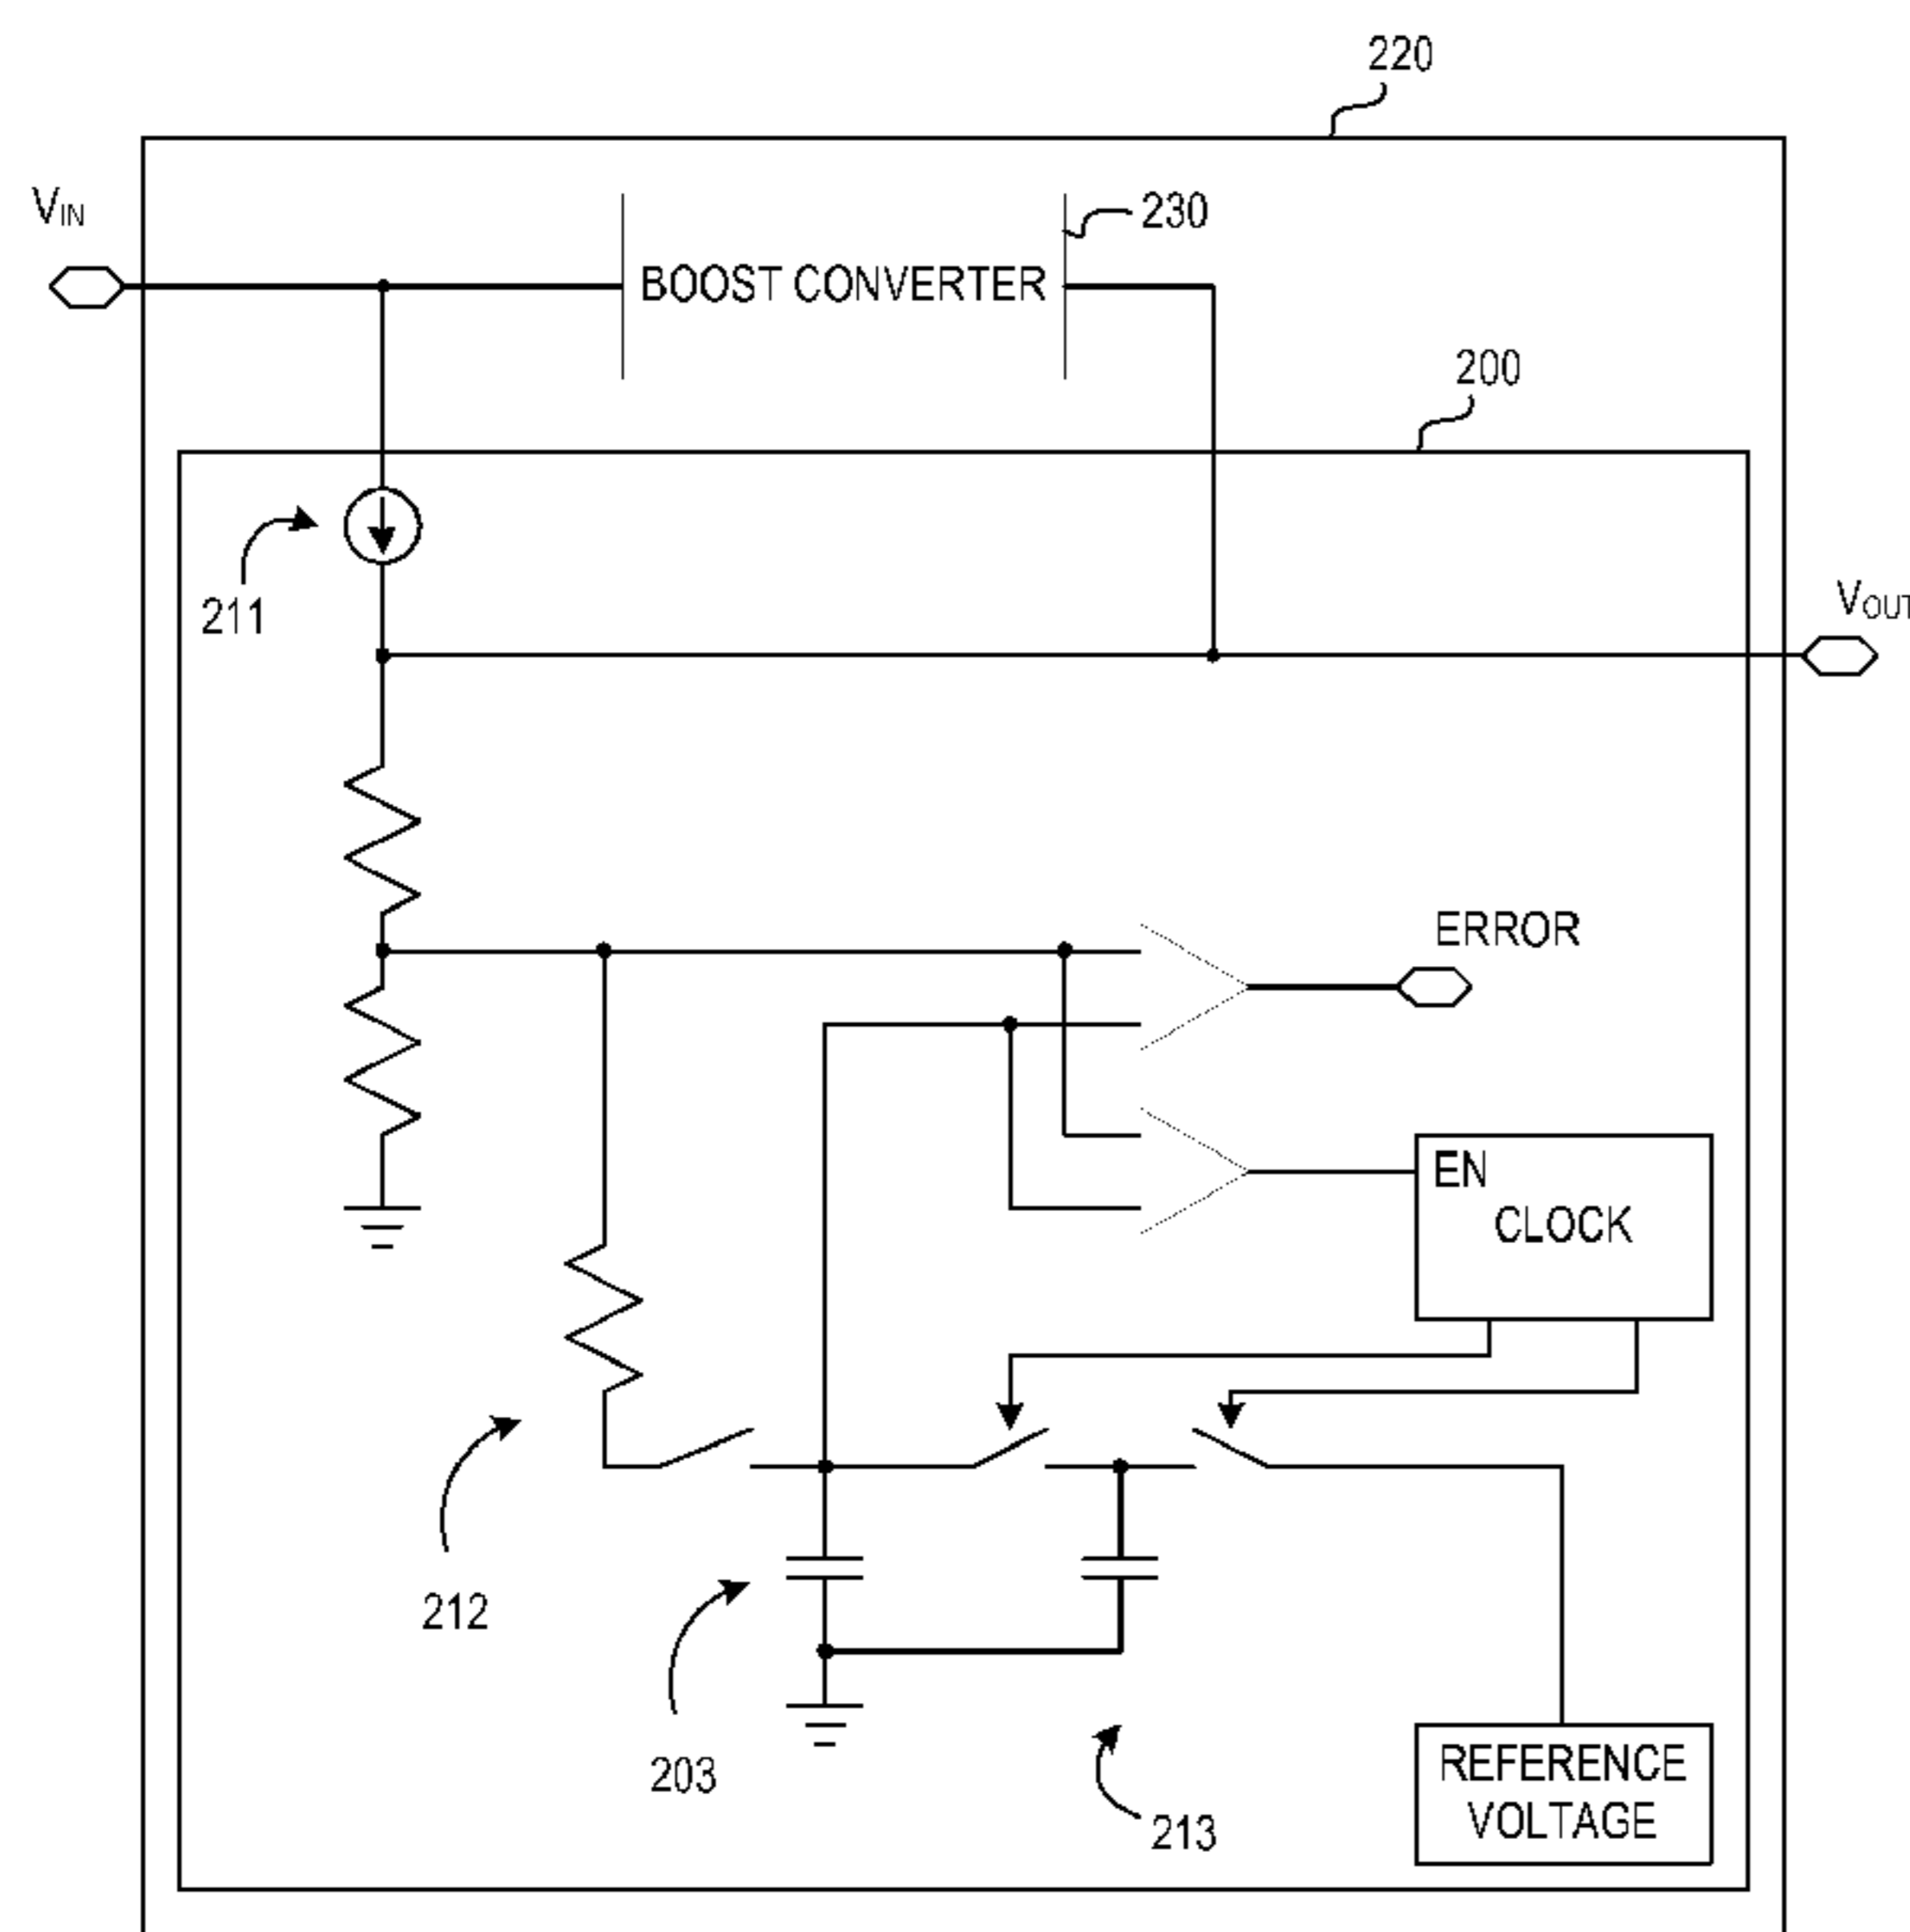 220
VIN
230
BOOST CONVERTER
200
211
VOUT
ERROR
EN
CLOCK
212
203
213
REFERENCE
VOLTAGE